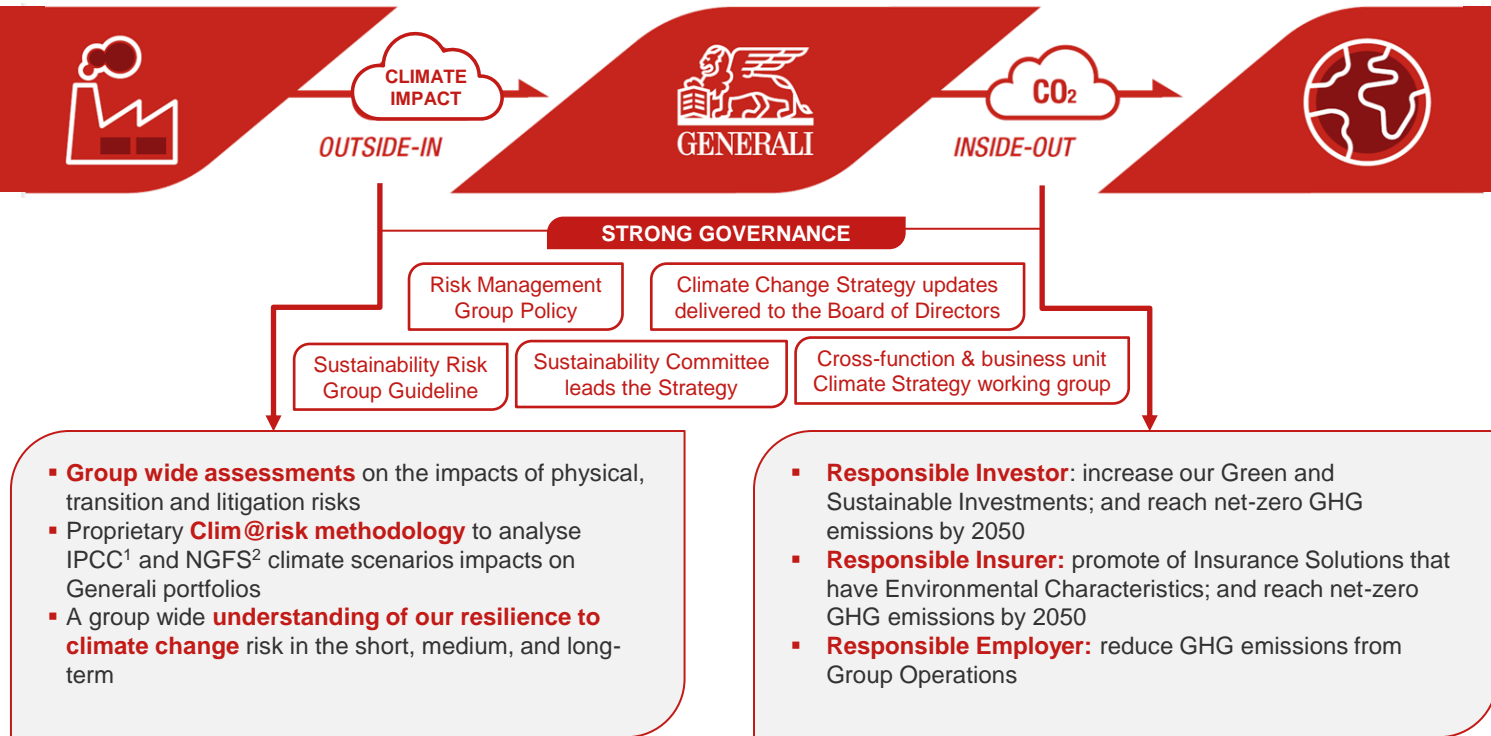 CLIMATE
IMPACT
OUTSIDE-IN
GENERALI
CO₂
INSIDE-OUT
STRONG GOVERNANCE
Risk Management
Group Policy
Climate Change Strategy updates
delivered to the Board of Directors
Sustainability Risk
Group Guideline
Sustainability Committee
leads the Strategy
Cross-function & business unit
Climate Strategy working group
▪ Group wide assessments on the impacts of physical,
transition and litigation risks
▪ Proprietary Clim@risk methodology to analyse
IPCC¹ and NGFS² climate scenarios impacts on
Generali portfolios
▪ A group wide understanding of our resilience to
climate change risk in the short, medium, and long-
term
▪ Responsible Investor: increase our Green and
Sustainable Investments; and reach net-zero GHG
emissions by 2050
▪ Responsible Insurer: promote of Insurance Solutions that
have Environmental Characteristics; and reach net-zero
GHG emissions by 2050
▪ Responsible Employer: reduce GHG emissions from
Group Operations